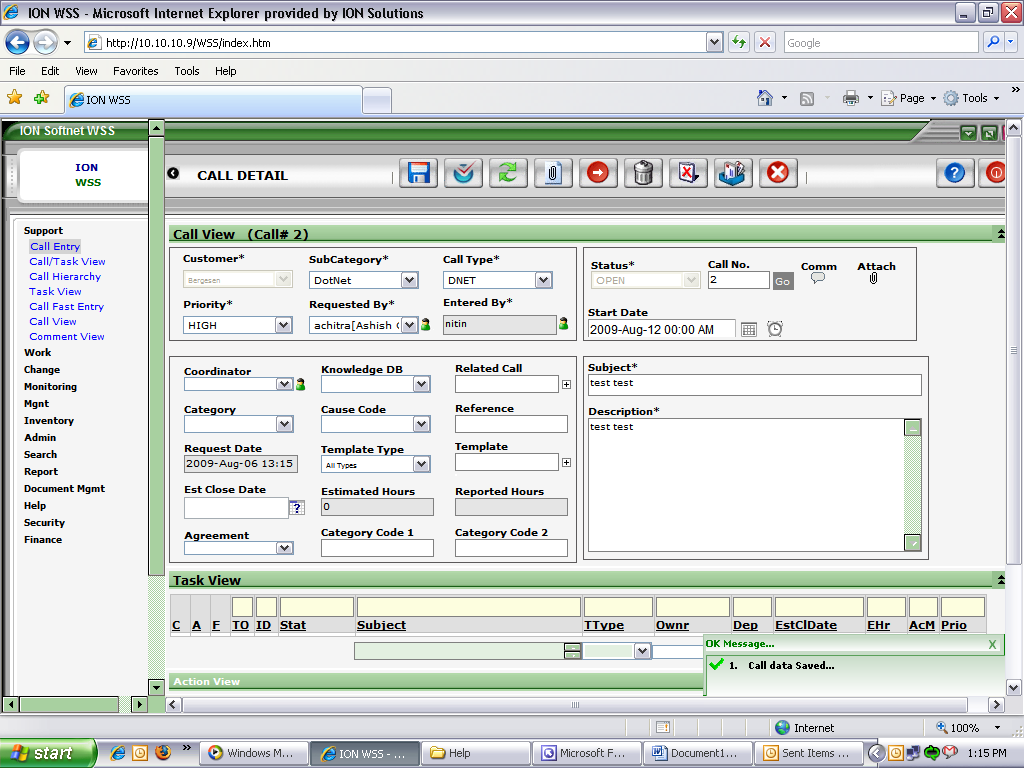 ION WSS - Microsoft Internet Explorer provided by ION Solutions
http://10.10.10.9/WSS/index.htm
Google
File Edit View Favorites Tools Help
ION WSS
Page Tools
ION Softnet WSS
ION
WSS
CALL DETAIL
Support
Call Entry
Call/Task View
Call Hierarchy
Task View
Call Fast Entry
Call View
Comment View
Work
Change
Monitoring
Mgnt
Inventory
Admin
Search
Report
Document Mgmt
Help
Security
Finance
Call View (Call# 2)
Customer* SubCategory* Call Type*
Bergesen DotNet DNET
Priority* Requested By* Entered By*
HIGH achitra[Ashish nitin
Status* Call No. Comm Attach
OPEN 2 Go
Start Date
2009-Aug-12 00:00 AM
Coordinator Knowledge DB Related Call
Category Cause Code Reference
Request Date Template Type Template
2009-Aug-06 13:15 All Types
Est Close Date Estimated Hours Reported Hours
0
Agreement Category Code 1 Category Code 2
Subject*
test test
Description*
test test
Task View
C A F TO ID Stat Subject TType Ownr Dep EstClDate EHr AcM Prio
OK Message... X
1. Call data Saved...
Action View
Internet 100%
start Windows M... ION WSS - ... Help Microsoft F... Document1... Sent Items ... 1:15 PM